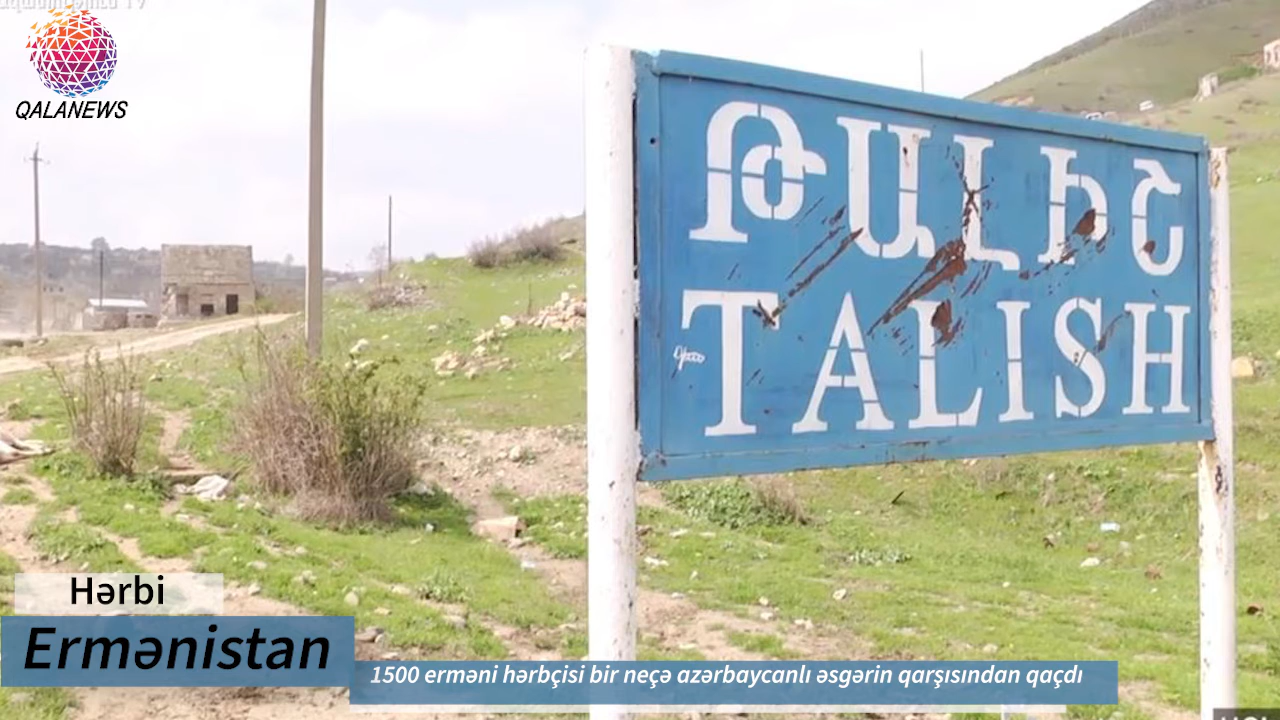 QALANEWS
ԹԱԼԻՇ
TALISH
Hərbi
Ermənistan
1500 erməni hərbçisi bir neçə azərbaycanlı əsgərin qarşısından qaçdı